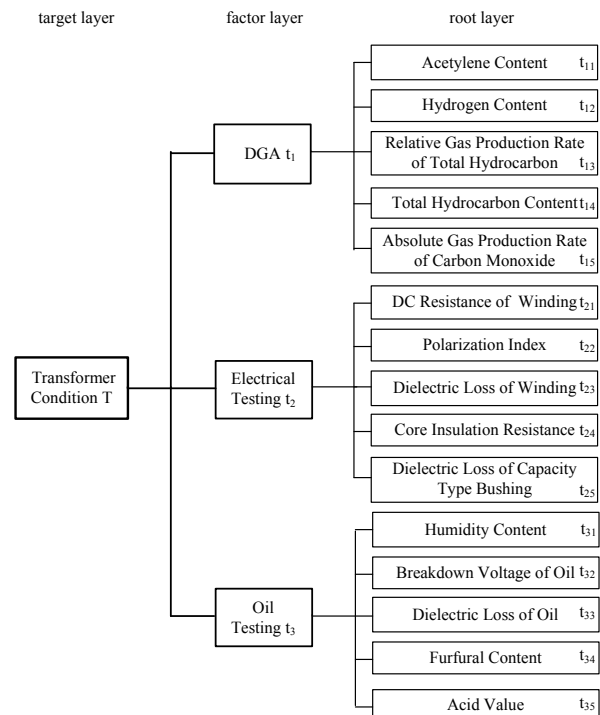 target layer
factor layer
root layer
Acetylene Content t₁₁
Hydrogen Content t₁₂
DGA t₁
Relative Gas Production Rate
of Total Hydrocarbon t₁₃
Total Hydrocarbon Content t₁₄
Absolute Gas Production Rate
of Carbon Monoxide t₁₅
DC Resistance of Winding t₂₁
Polarization Index t₂₂
Transformer
Condition T
Electrical
Testing t₂
Dielectric Loss of Winding t₂₃
Core Insulation Resistance t₂₄
Dielectric Loss of Capacity
Type Bushing t₂₅
Humidity Content t₃₁
Breakdown Voltage of Oil t₃₂
Oil
Testing t₃
Dielectric Loss of Oil t₃₃
Furfural Content t₃₄
Acid Value t₃₅